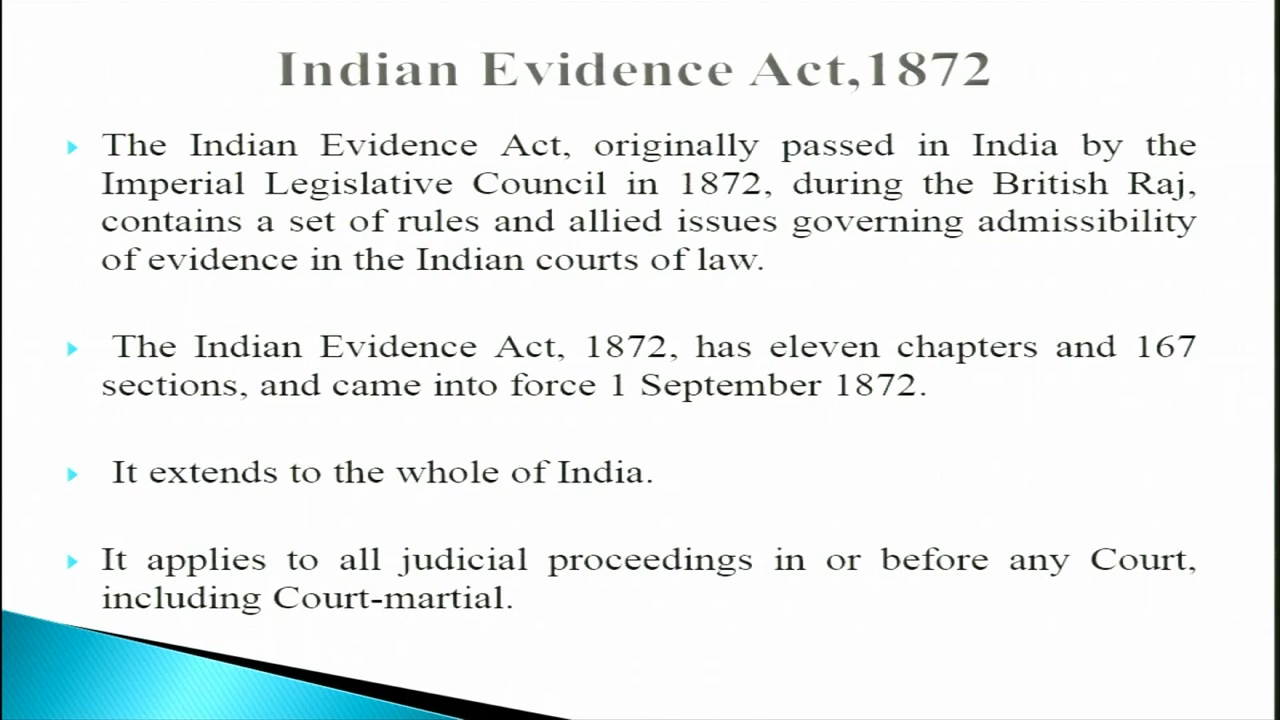 Indian Evidence Act,1872
The Indian Evidence Act, originally passed in India by the
Imperial Legislative Council in 1872, during the British Raj,
contains a set of rules and allied issues governing admissibility
of evidence in the Indian courts of law.
The Indian Evidence Act, 1872, has eleven chapters and 167
sections, and came into force 1 September 1872.
It extends to the whole of India.
It applies to all judicial proceedings in or before any Court,
including Court-martial.